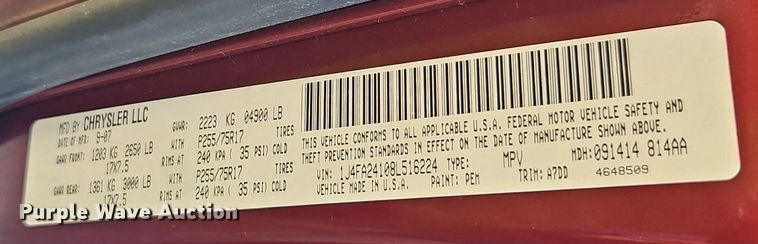 MFD BY CHRYSLER LLC
DATE OF MFR: 9-07 GVWR: 2223 KG 04900 LB
GAWR FRONT: 1203 KG 2650 LB P255/75R17 TIRES
17X7.5 RIMS AT 240 KPA ( 35 PSI) COLD
GAWR REAR: 1361 KG 3000 LB P255/75R17 TIRES
17X7.5 RIMS AT 240 KPA ( 35 PSI) COLD
THIS VEHICLE CONFORMS TO ALL APPLICABLE U.S.A. FEDERAL MOTOR VEHICLE SAFETY AND
THEFT PREVENTION STANDARDS IN EFFECT ON THE DATE OF MANUFACTURE SHOWN ABOVE.
VIN: 1J4FA24108L516224 TYPE: MPV MDH: 091414 814AA
MADE IN U.S.A. PAINT: PEM TRIM: A7DD 4648509
Purple Wave Auction